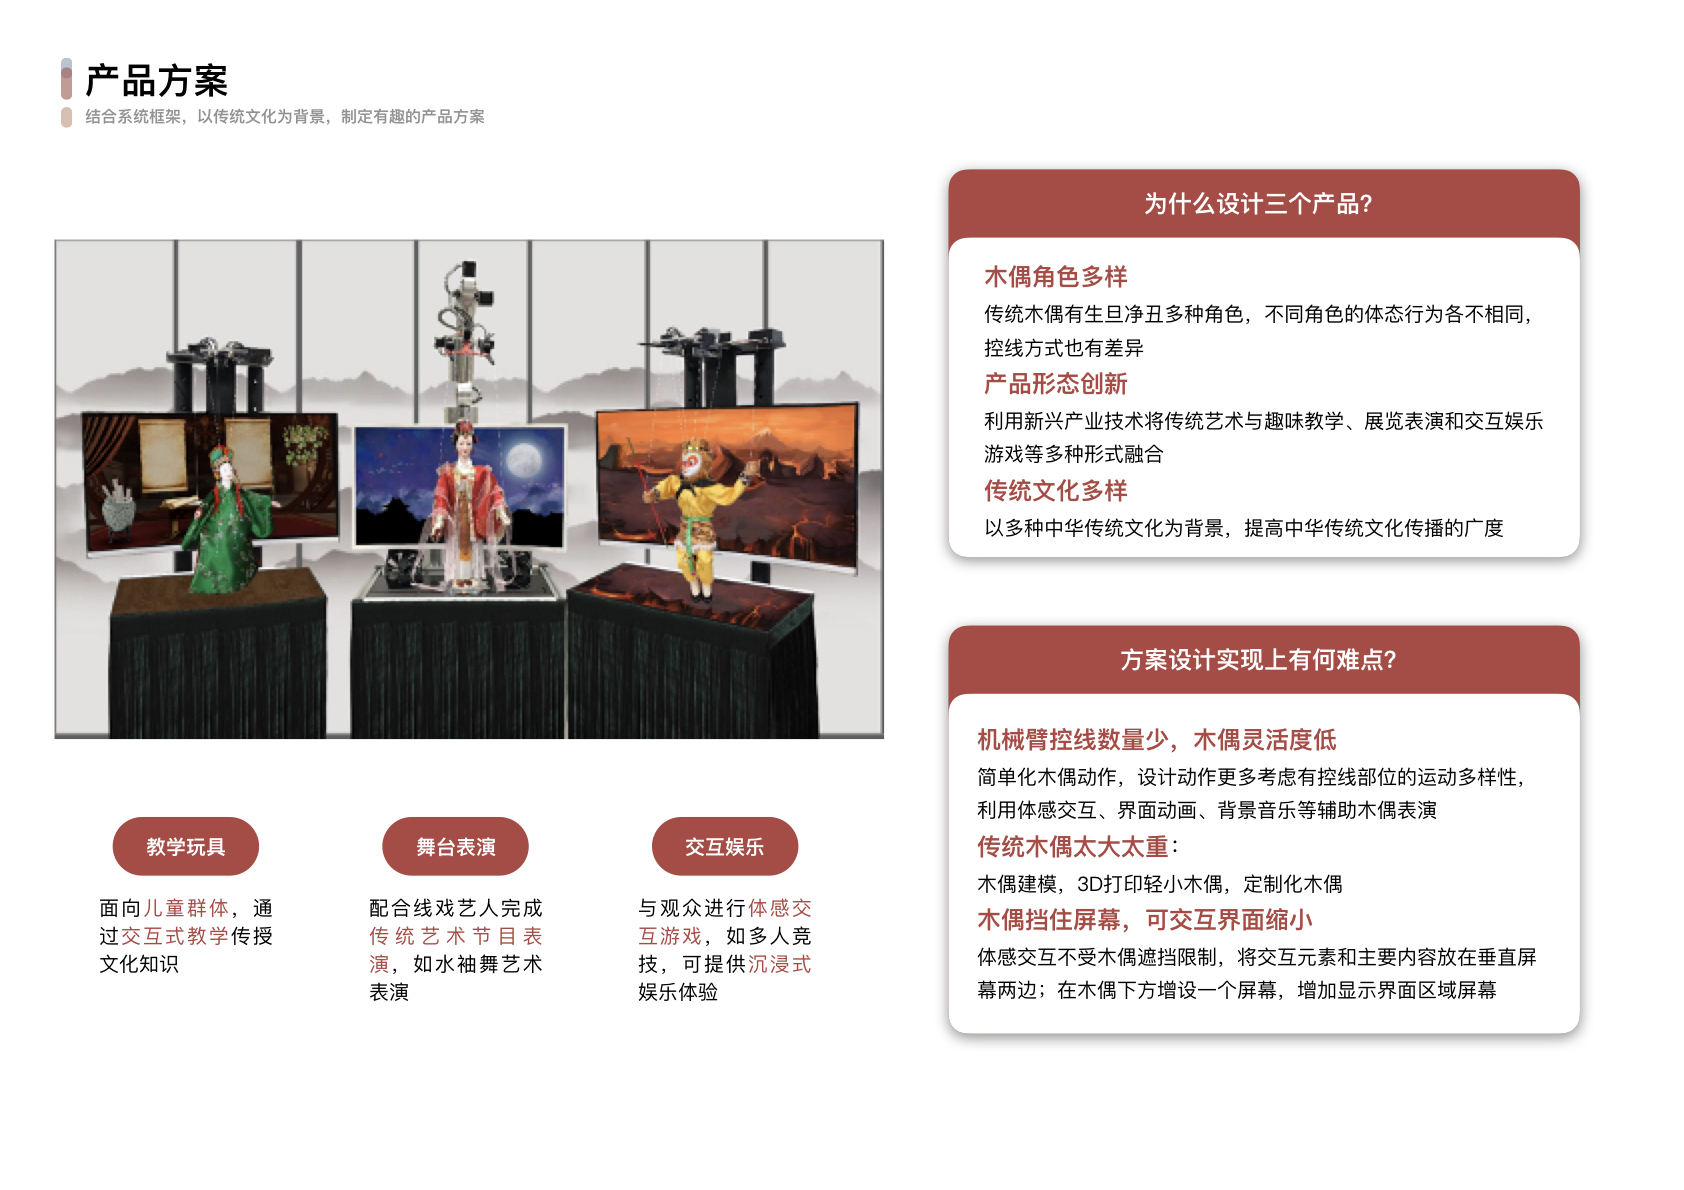 产品方案
结合系统框架，以传统文化为背景，制定有趣的产品方案
教学玩具
面向儿童群体，通
过交互式教学传授
文化知识
舞台表演
配合线戏艺人完成
传统艺术节目表
演，如水袖舞艺术
表演
交互娱乐
与观众进行体感交
互游戏，如多人竞
技，可提供沉浸式
娱乐体验
为什么设计三个产品?
木偶角色多样
传统木偶有生旦净丑多种角色，不同角色的体态行为各不相同，
控线方式也有差异
产品形态创新
利用新兴产业技术将传统艺术与趣味教学、展览表演和交互娱乐
游戏等多种形式融合
传统文化多样
以多种中华传统文化为背景，提高中华传统文化传播的广度
方案设计实现上有何难点?
机械臂控线数量少，木偶灵活度低
简单化木偶动作，设计动作更多考虑有控线部位的运动多样性，
利用体感交互、界面动画、背景音乐等辅助木偶表演
传统木偶太大太重：
木偶建模，3D打印轻小木偶，定制化木偶
木偶挡住屏幕，可交互界面缩小
体感交互不受木偶遮挡限制，将交互元素和主要内容放在垂直屏
幕两边；在木偶下方增设一个屏幕，增加显示界面区域屏幕